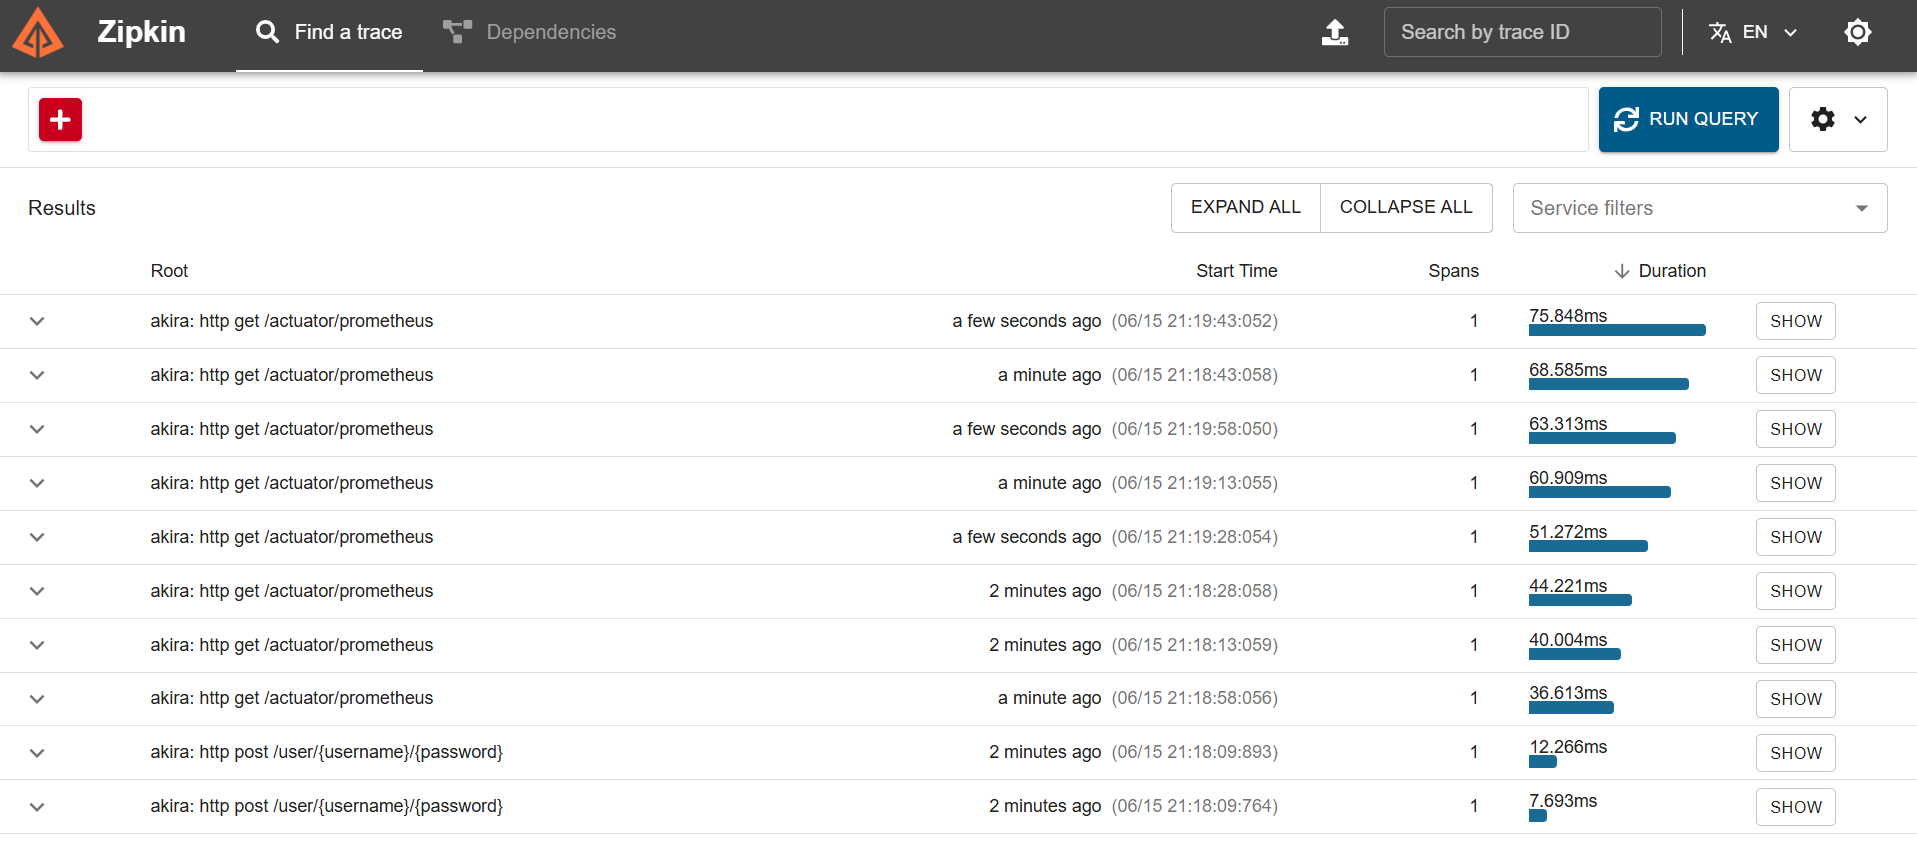 Zipkin Find a trace Dependencies Search by trace ID EN
RUN QUERY
Results EXPAND ALL COLLAPSE ALL Service filters
Root Start Time Spans Duration
akira: http get /actuator/prometheus a few seconds ago (06/15 21:19:43:052) 1 75.848ms SHOW
akira: http get /actuator/prometheus a minute ago (06/15 21:18:43:058) 1 68.585ms SHOW
akira: http get /actuator/prometheus a few seconds ago (06/15 21:19:58:050) 1 63.313ms SHOW
akira: http get /actuator/prometheus a minute ago (06/15 21:19:13:055) 1 60.909ms SHOW
akira: http get /actuator/prometheus a few seconds ago (06/15 21:19:28:054) 1 51.272ms SHOW
akira: http get /actuator/prometheus 2 minutes ago (06/15 21:18:28:058) 1 44.221ms SHOW
akira: http get /actuator/prometheus 2 minutes ago (06/15 21:18:13:059) 1 40.004ms SHOW
akira: http get /actuator/prometheus a minute ago (06/15 21:18:58:056) 1 36.613ms SHOW
akira: http post /user/{username}/{password} 2 minutes ago (06/15 21:18:09:893) 1 12.266ms SHOW
akira: http post /user/{username}/{password} 2 minutes ago (06/15 21:18:09:764) 1 7.693ms SHOW